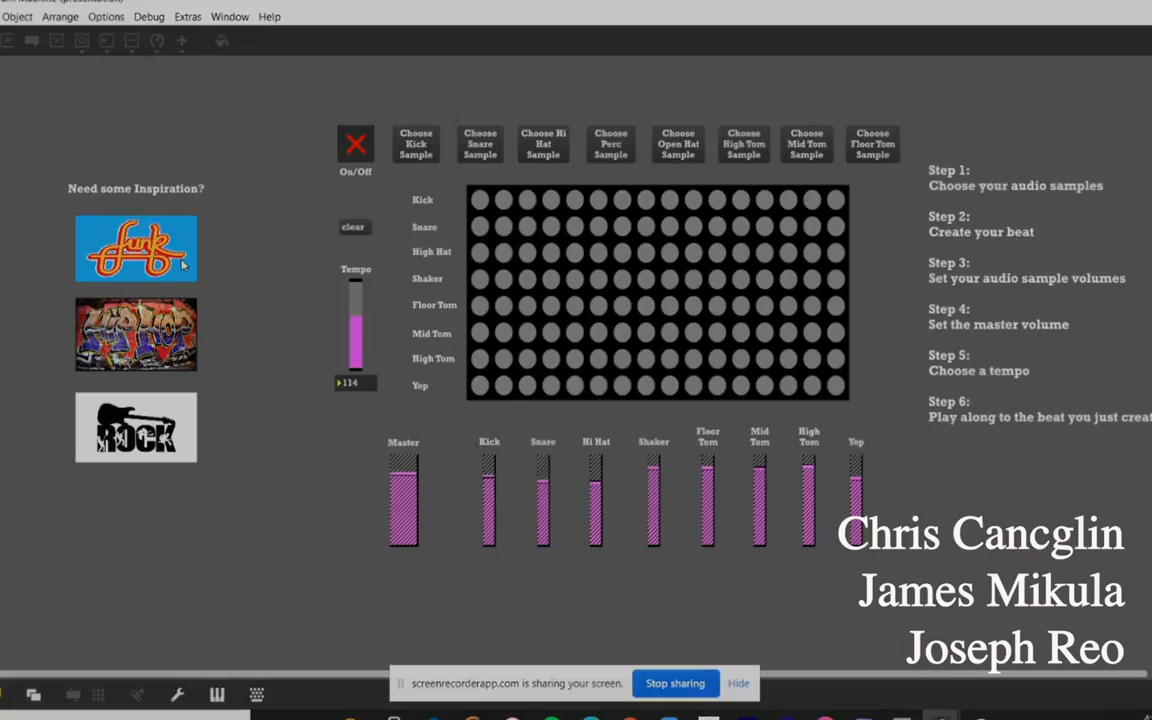 Object Arrange Options Debug Extras Window Help
Choose Kick Sample
Choose Snare Sample
Choose Hi Hat Sample
Choose Perc Sample
Choose Open Hat Sample
Choose High Tom Sample
Choose Mid Tom Sample
Choose Floor Tom Sample
On/Off
Need some Inspiration?
funk
HIP HOP
ROCK
clear
Tempo
114
Kick
Snare
High Hat
Shaker
Floor Tom
Mid Tom
High Tom
Yep
Step 1:
Choose your audio samples
Step 2:
Create your beat
Step 3:
Set your audio sample volumes
Step 4:
Set the master volume
Step 5:
Choose a tempo
Step 6:
Play along to the beat you just creat
Master
Kick
Snare
Hi Hat
Shaker
Floor Tom
Mid Tom
High Tom
Yep
Chris Cancglin
James Mikula
Joseph Reo
screenrecorderapp.com is sharing your screen. Stop sharing Hide